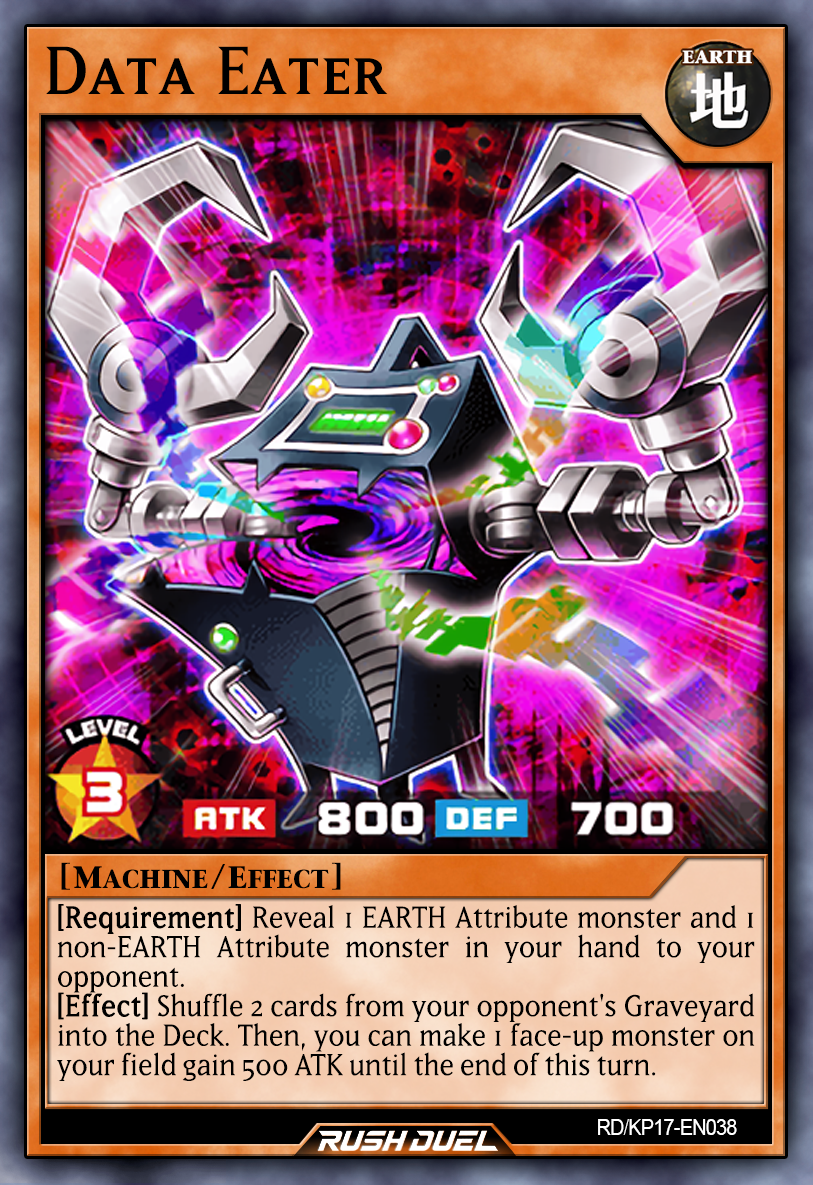 Data Eater
EARTH
地
LEVEL
3
ATK 800 DEF 700
[Machine/Effect]
[Requirement] Reveal 1 EARTH Attribute monster and 1
non-EARTH Attribute monster in your hand to your
opponent.
[Effect] Shuffle 2 cards from your opponent's Graveyard
into the Deck. Then, you can make 1 face-up monster on
your field gain 500 ATK until the end of this turn.
RD/KP17-EN038
RUSH DUEL